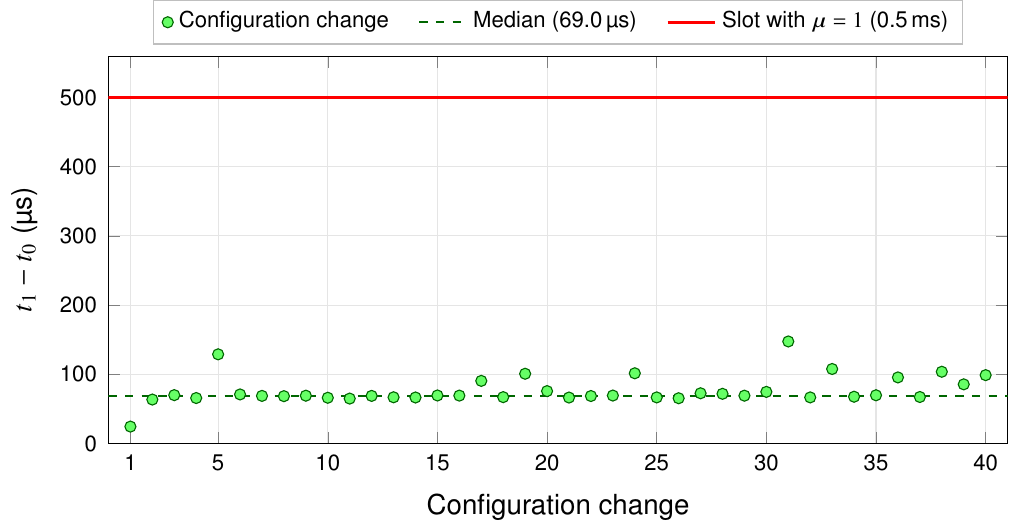 Configuration change Median (69.0 µs) Slot with μ = 1 (0.5 ms)
500
400
300
200
100
0
t₁ − t₀ (µs)
1 5 10 15 20 25 30 35 40
Configuration change